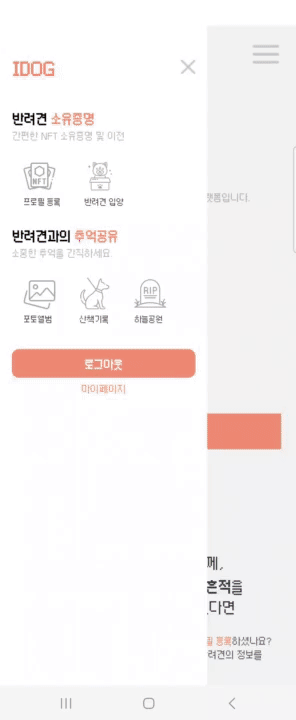 IDOG
반려견 소유증명
간편한 NFT 소유증명 및 이전
NFT
프로필 등록
반려견 입양
반려견과의 추억공유
소중한 추억을 간직하세요
RIP
포토앨범
산책기록
하늘공원
로그아웃
마이페이지
랫폼입니다.
께,
흔적을
다면
필 등록하셨나요?
려견의 정보를